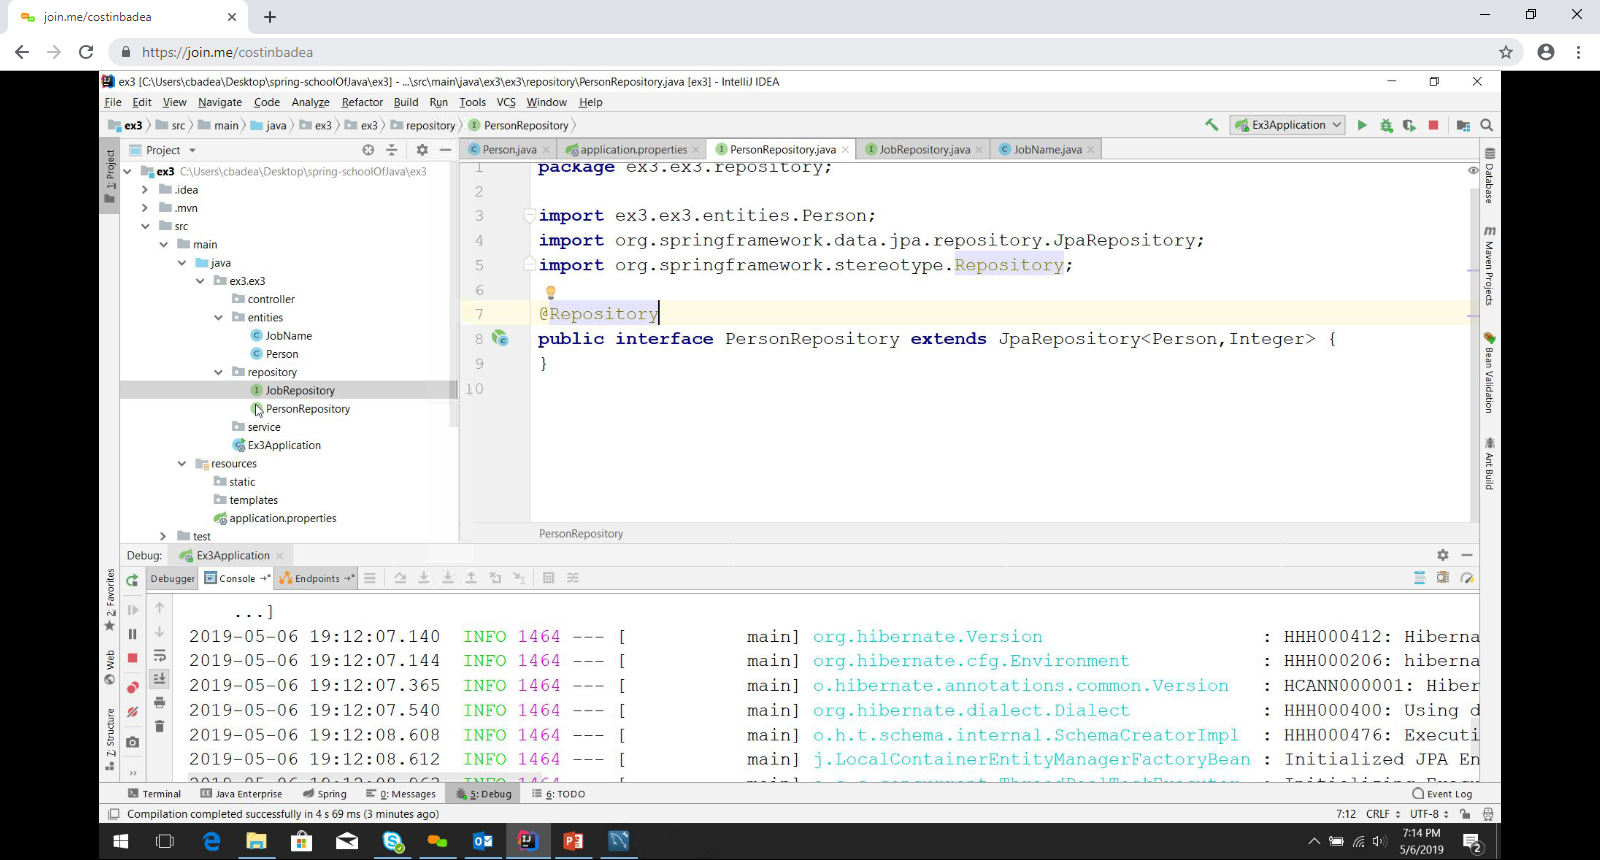 join.me/costinbadea
https://join.me/costinbadea
ex3 [C:\Users\cbadea\Desktop\spring-schoolOfJava\ex3] - ...\src\main\java\ex3\ex3\repository\PersonRepository.java [ex3] - IntelliJ IDEA
File Edit View Navigate Code Analyze Refactor Build Run Tools VCS Window Help
ex3 src main java ex3 ex3 repository PersonRepository Ex3Application
Project Person.java application.properties PersonRepository.java JobRepository.java JobName.java
1: Project
ex3 C:\Users\cbadea\Desktop\spring-schoolOfJava\ex3
.idea
.mvn
src
main
java
ex3.ex3
controller
entities
JobName
Person
repository
JobRepository
PersonRepository
service
Ex3Application
resources
static
templates
application.properties
test
1 package ex3.ex3.repository;
2
3 import ex3.ex3.entities.Person;
4 import org.springframework.data.jpa.repository.JpaRepository;
5 import org.springframework.stereotype.Repository;
6
7 @Repository
8 public interface PersonRepository extends JpaRepository<Person,Integer> {
9 }
10
PersonRepository
Database
Maven Projects
Bean Validation
Ant Build
Debug: Ex3Application
Debugger Console Endpoints
2: Favorites
Web
7: Structure
...]
2019-05-06 19:12:07.140 INFO 1464 --- [ main] org.hibernate.Version : HHH000412: Hiberna
2019-05-06 19:12:07.144 INFO 1464 --- [ main] org.hibernate.cfg.Environment : HHH000206: hiberna
2019-05-06 19:12:07.365 INFO 1464 --- [ main] o.hibernate.annotations.common.Version : HCANN000001: Hiber
2019-05-06 19:12:07.540 INFO 1464 --- [ main] org.hibernate.dialect.Dialect : HHH000400: Using d
2019-05-06 19:12:08.608 INFO 1464 --- [ main] o.h.t.schema.internal.SchemaCreatorImpl : HHH000476: Executi
2019-05-06 19:12:08.612 INFO 1464 --- [ main] j.LocalContainerEntityManagerFactoryBean : Initialized JPA En
Terminal Java Enterprise Spring 0: Messages 5: Debug 6: TODO Event Log
Compilation completed successfully in 4 s 69 ms (3 minutes ago) 7:12 CRLF UTF-8
7:14 PM
5/6/2019
2